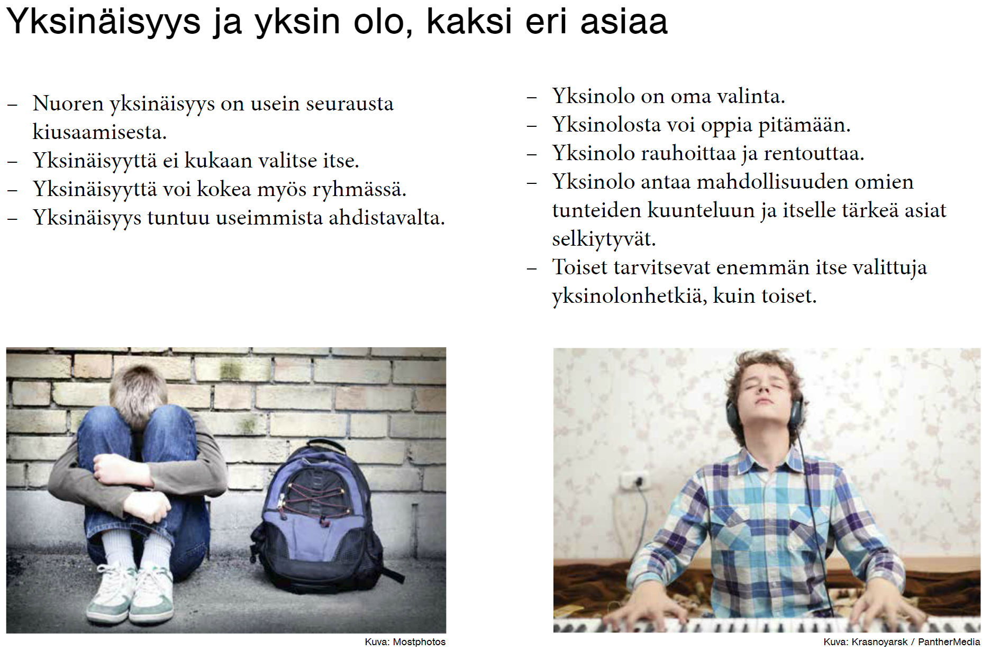 Yksinäisyys ja yksin olo, kaksi eri asiaa
– Nuoren yksinäisyys on usein seurausta
kiusaamisesta.
– Yksinäisyyttä ei kukaan valitse itse.
– Yksinäisyyttä voi kokea myös ryhmässä.
– Yksinäisyys tuntuu useimmista ahdistavalta.
– Yksinolo on oma valinta.
– Yksinolosta voi oppia pitämään.
– Yksinolo rauhoittaa ja rentouttaa.
– Yksinolo antaa mahdollisuuden omien
tunteiden kuunteluun ja itselle tärkeä asiat
selkiytyvät.
– Toiset tarvitsevat enemmän itse valittuja
yksinolonhetkiä, kuin toiset.
Kuva: Mostphotos
Kuva: Krasnoyarsk / PantherMedia